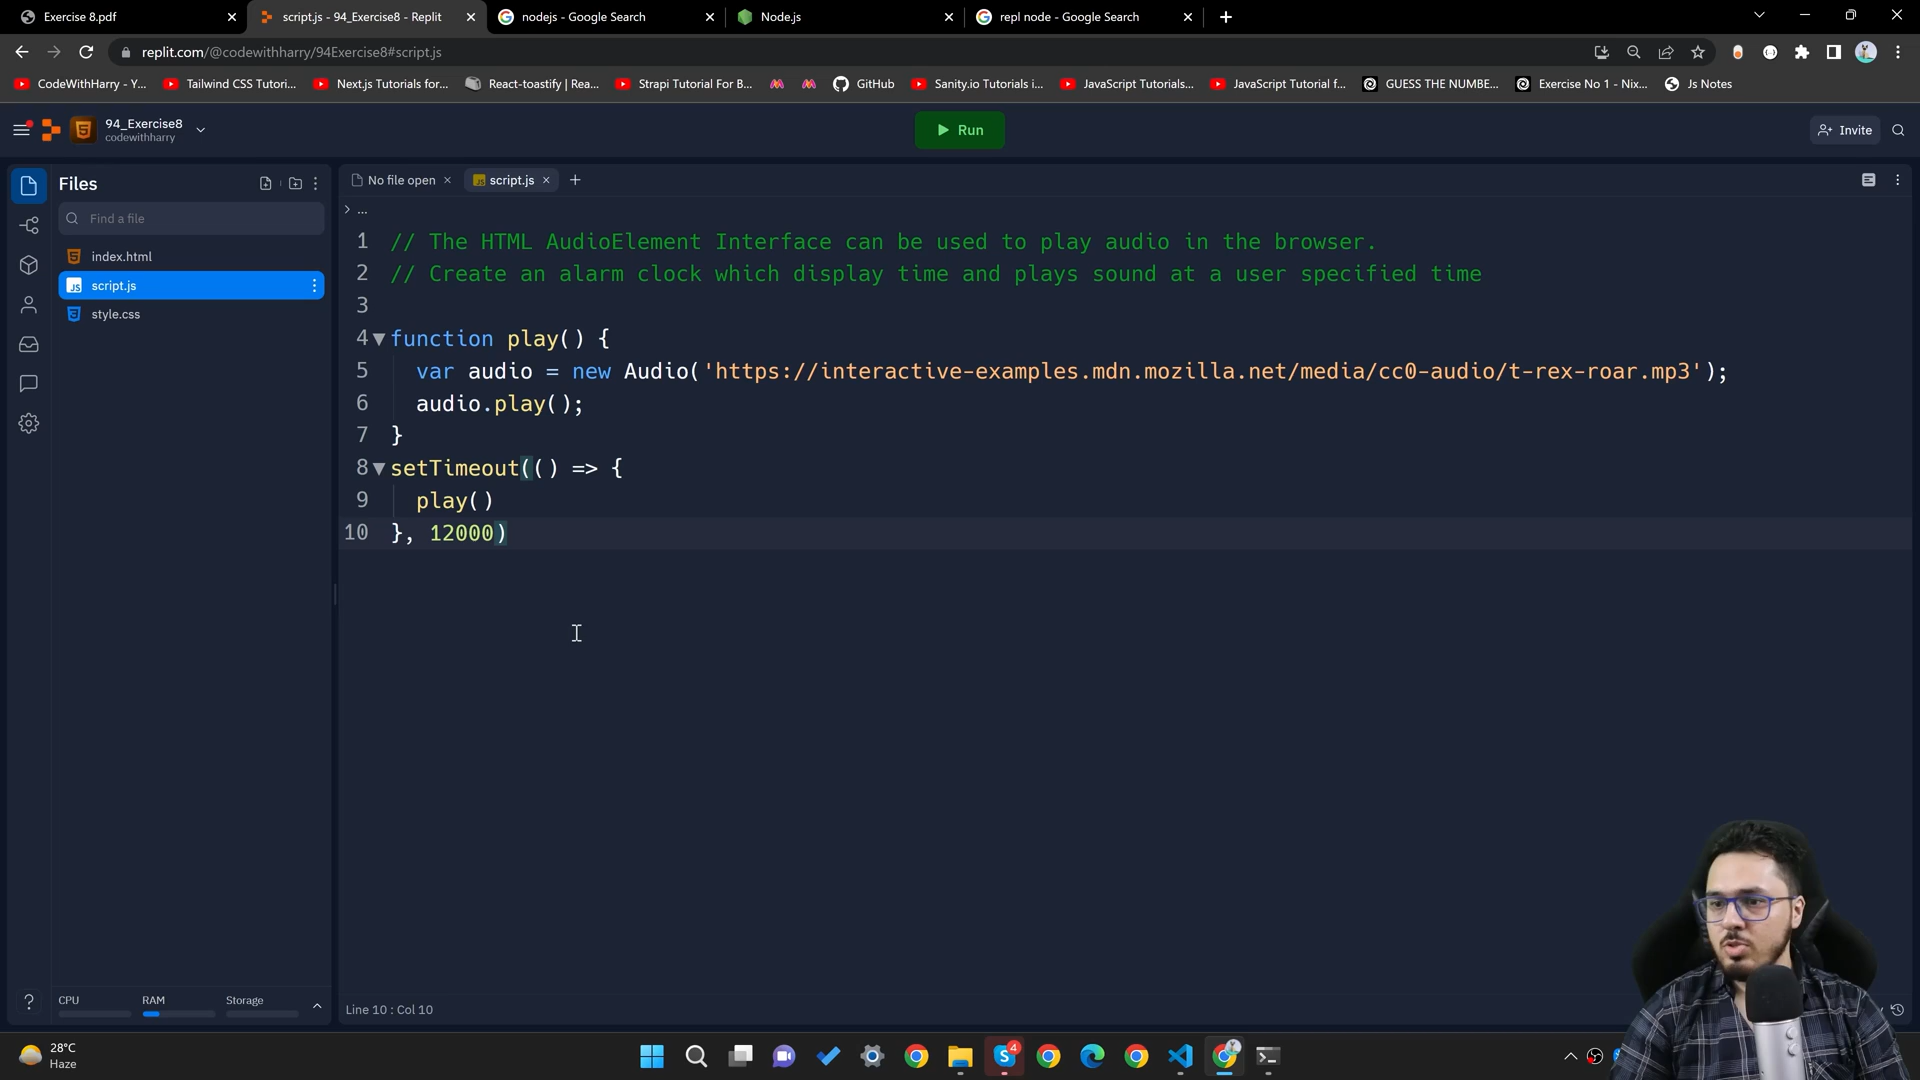 Exercise 8.pdf
script.js - 94_Exercise8 - Replit
nodejs - Google Search
Node.js
repl node - Google Search
replit.com/@codewithharry/94Exercise8#script.js
CodeWithHarry - Y...
Tailwind CSS Tutori...
Next.js Tutorials for...
React-toastify | Rea...
Strapi Tutorial For B...
GitHub
Sanity.io Tutorials i...
JavaScript Tutorials...
JavaScript Tutorial f...
GUESS THE NUMBE...
Exercise No 1 - Nix...
Js Notes
94_Exercise8
codewithharry
Run
Invite
Files
Find a file
index.html
script.js
style.css
No file open
script.js
...
1 // The HTML AudioElement Interface can be used to play audio in the browser.
2 // Create an alarm clock which display time and plays sound at a user specified time
3
4 function play() {
5 var audio = new Audio('https://interactive-examples.mdn.mozilla.net/media/cc0-audio/t-rex-roar.mp3');
6 audio.play();
7 }
8 setTimeout(() => {
9 play()
10 }, 12000)
CPU
RAM
Storage
Line 10 : Col 10
28°C
Haze
4